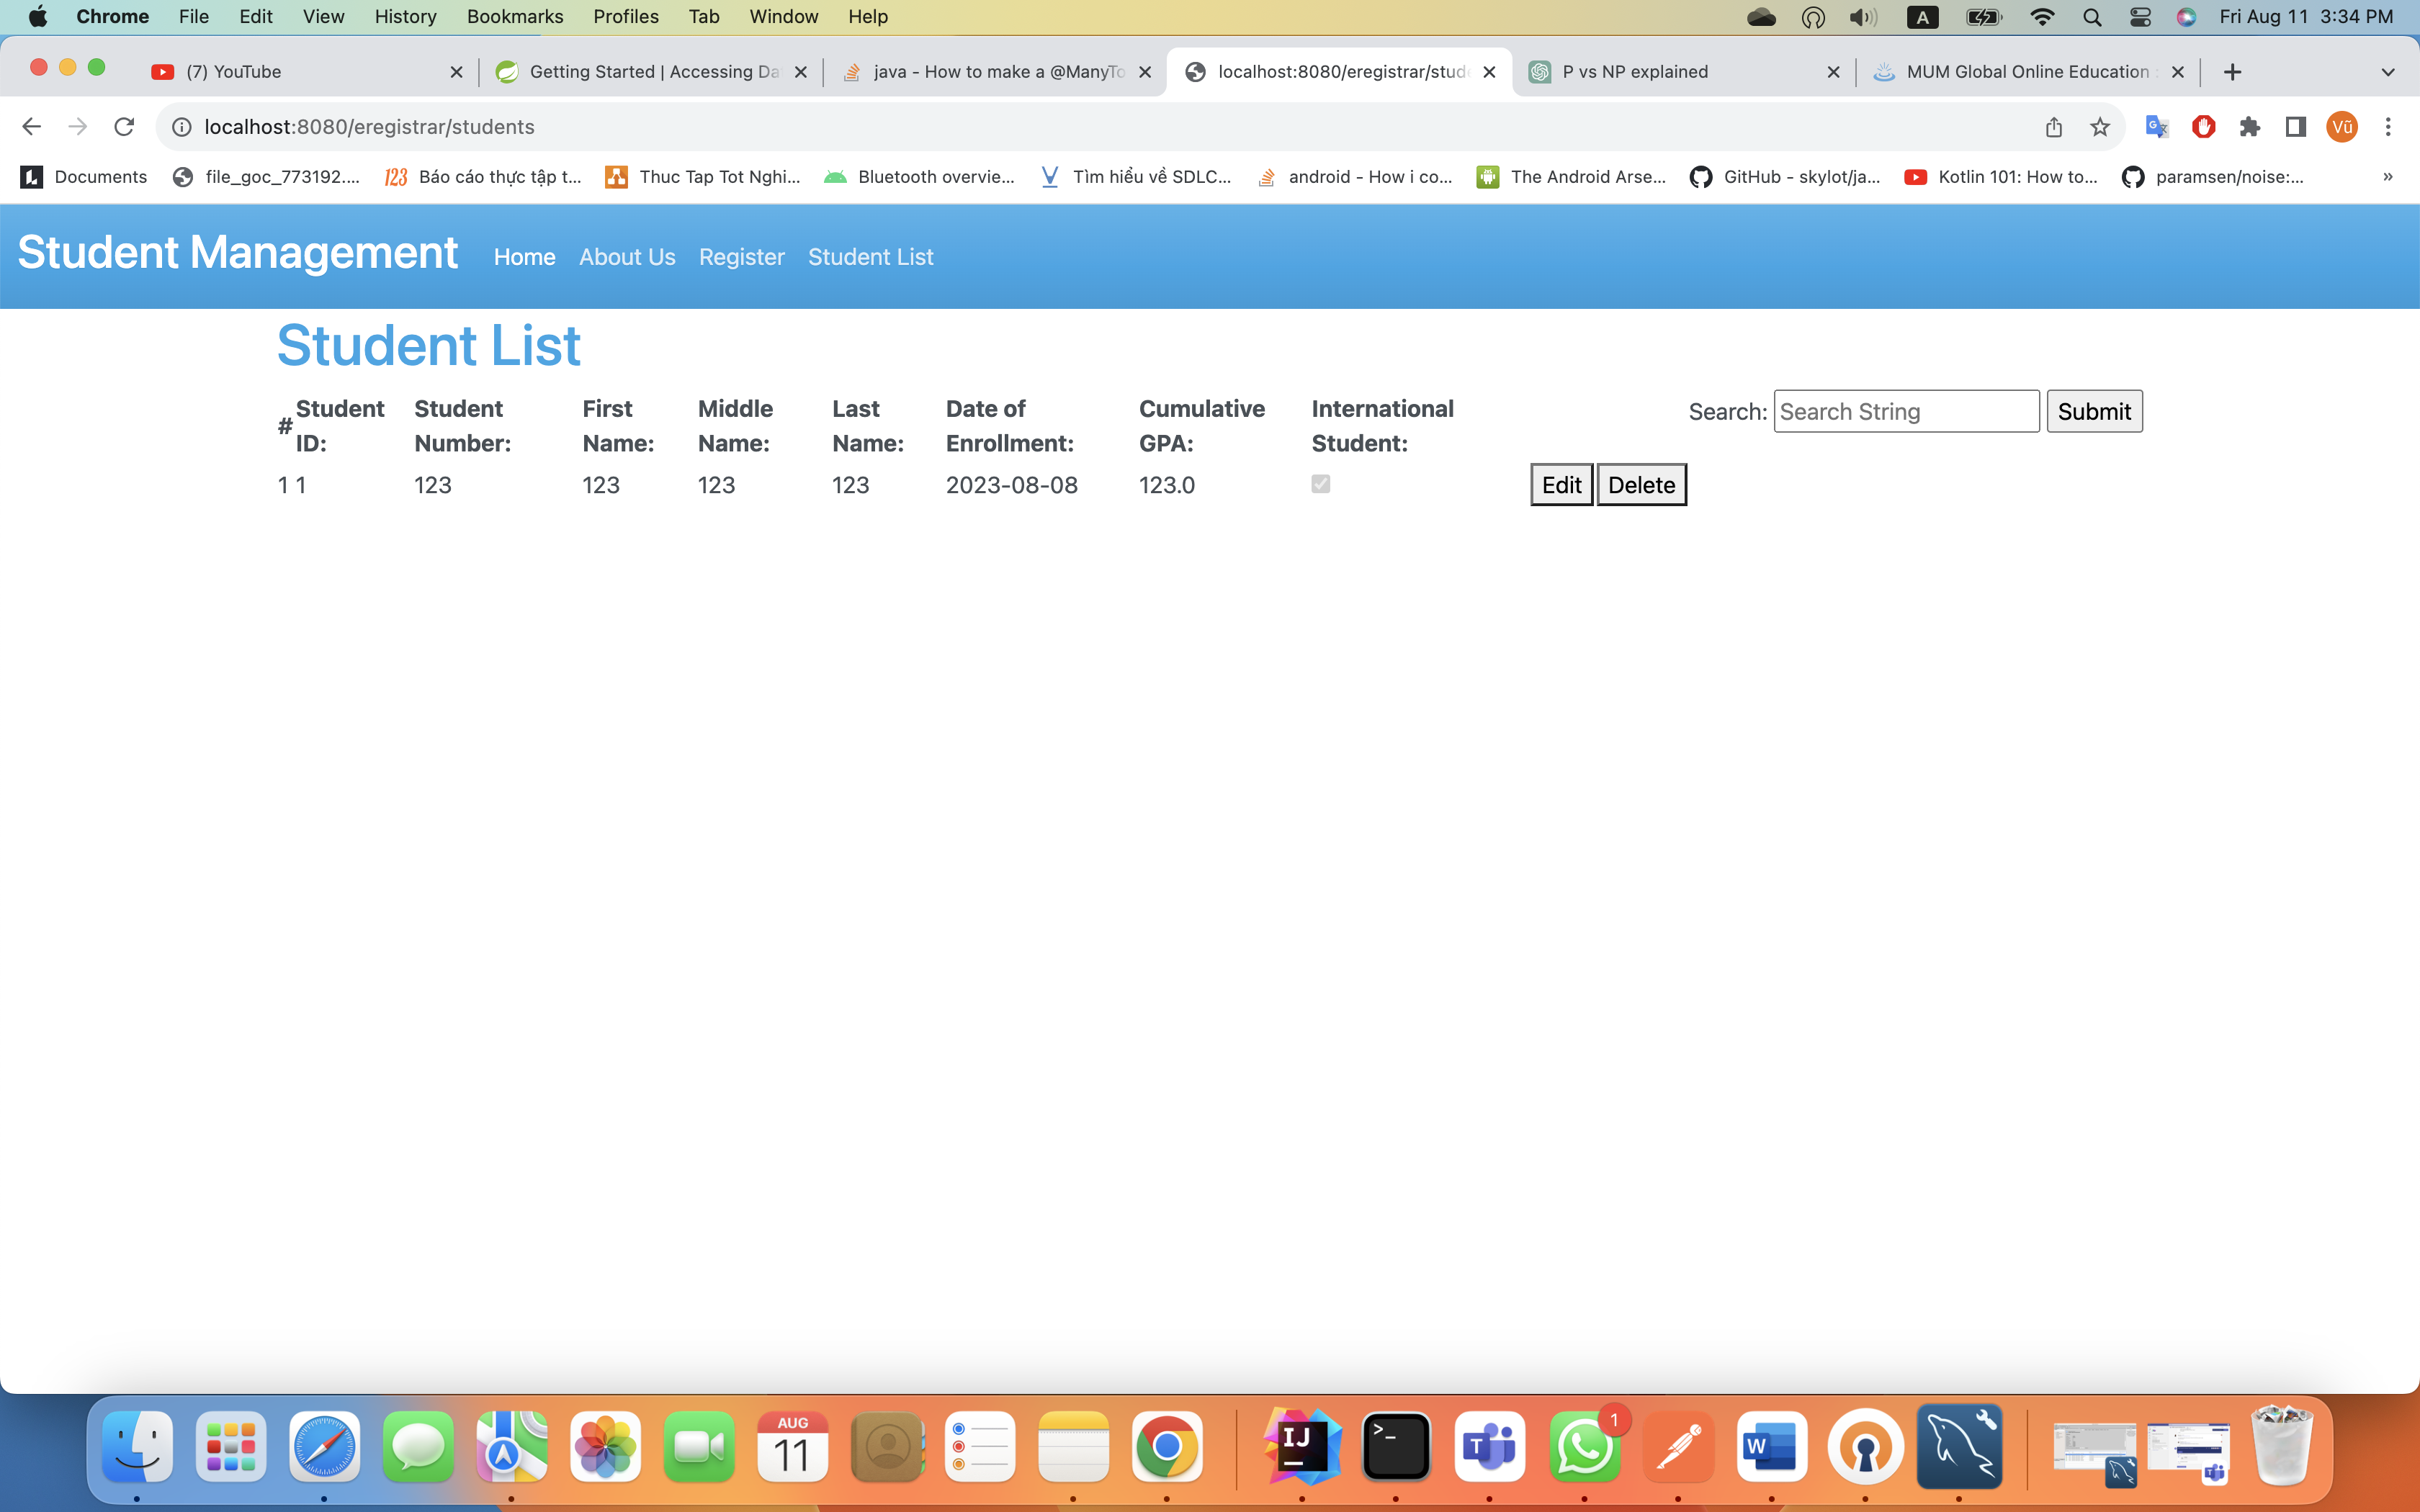 Chrome File Edit View History Bookmarks Profiles Tab Window Help A Fri Aug 11 3:34 PM
(7) YouTube Getting Started | Accessing Da java - How to make a @ManyTo localhost:8080/eregistrar/stude P vs NP explained MUM Global Online Education :
localhost:8080/eregistrar/students Vũ
Documents file_goc_773192.... 123 Báo cáo thực tập t... Thuc Tap Tot Nghi... Bluetooth overvie... Tìm hiểu về SDLC... android - How i co... The Android Arse... GitHub - skylot/ja... Kotlin 101: How to... paramsen/noise:... »
Student Management Home About Us Register Student List
Student List
# Student ID: Student Number: First Name: Middle Name: Last Name: Date of Enrollment: Cumulative GPA: International Student: Search: Search String Submit
1 1 123 123 123 123 2023-08-08 123.0 Edit Delete
AUG
11
IJ
>_
T
1
W